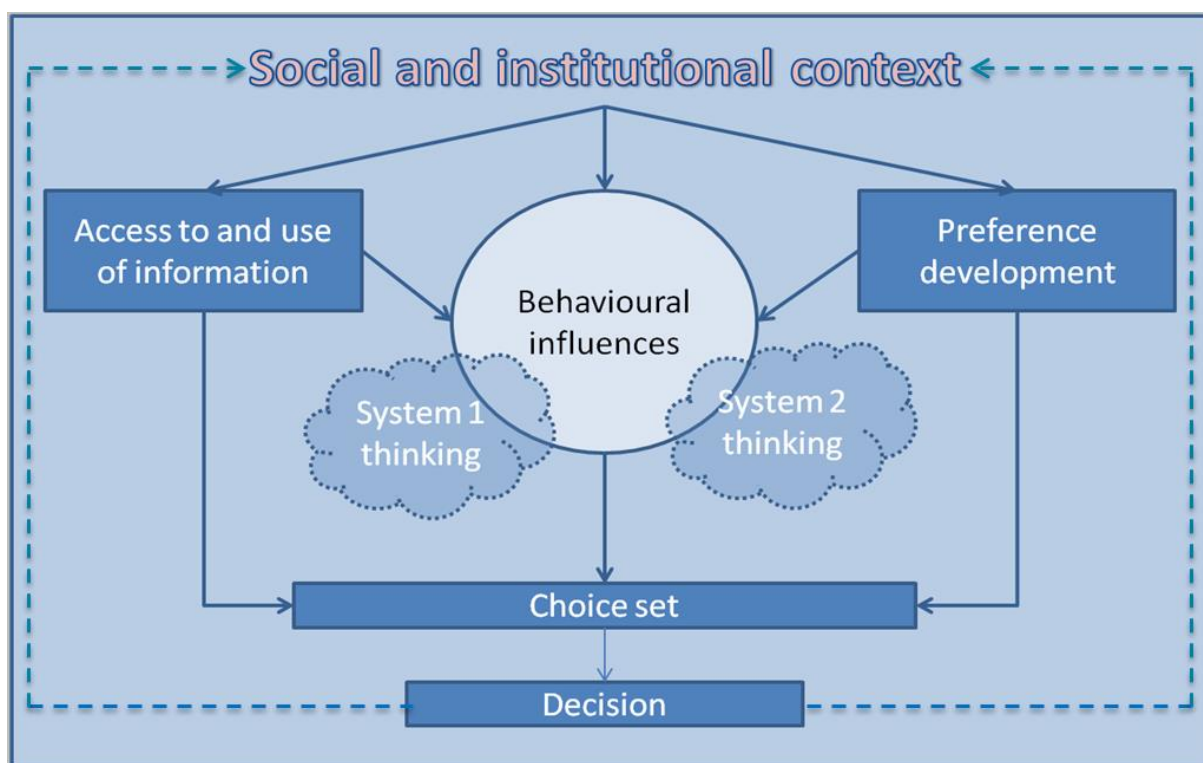 Social and institutional context
Access to and use
of information
Behavioural
influences
Preference
development
System 1
thinking
System 2
thinking
Choice set
Decision